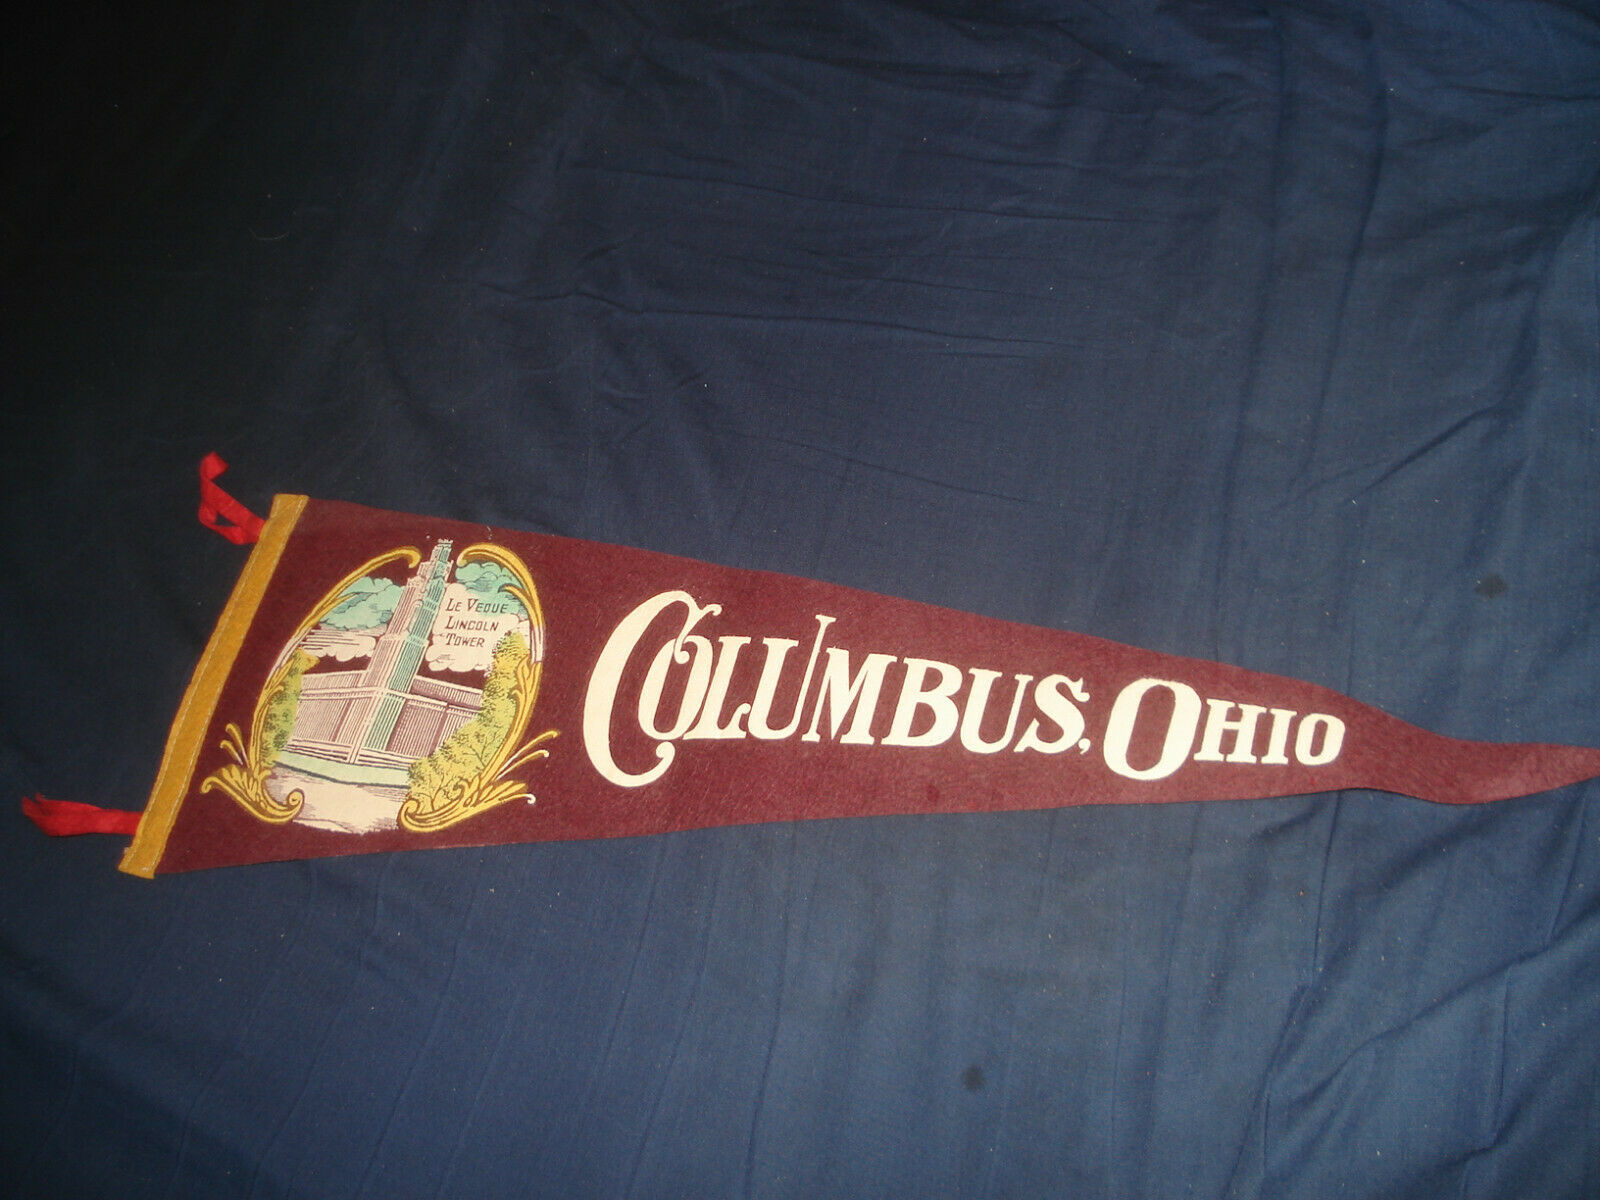 LE VEQUE
LINCOLN
TOWER
COLUMBUS, OHIO